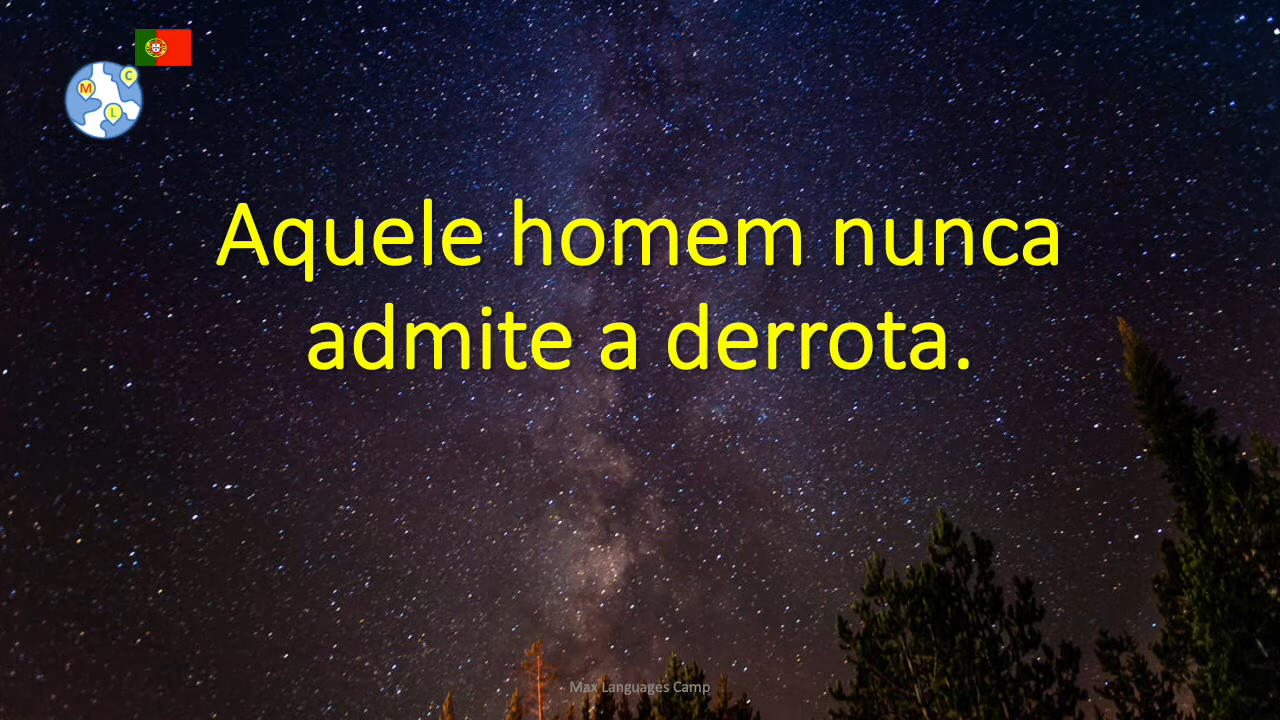 C
M
L
Aquele homem nunca
admite a derrota.
Max Languages Camp